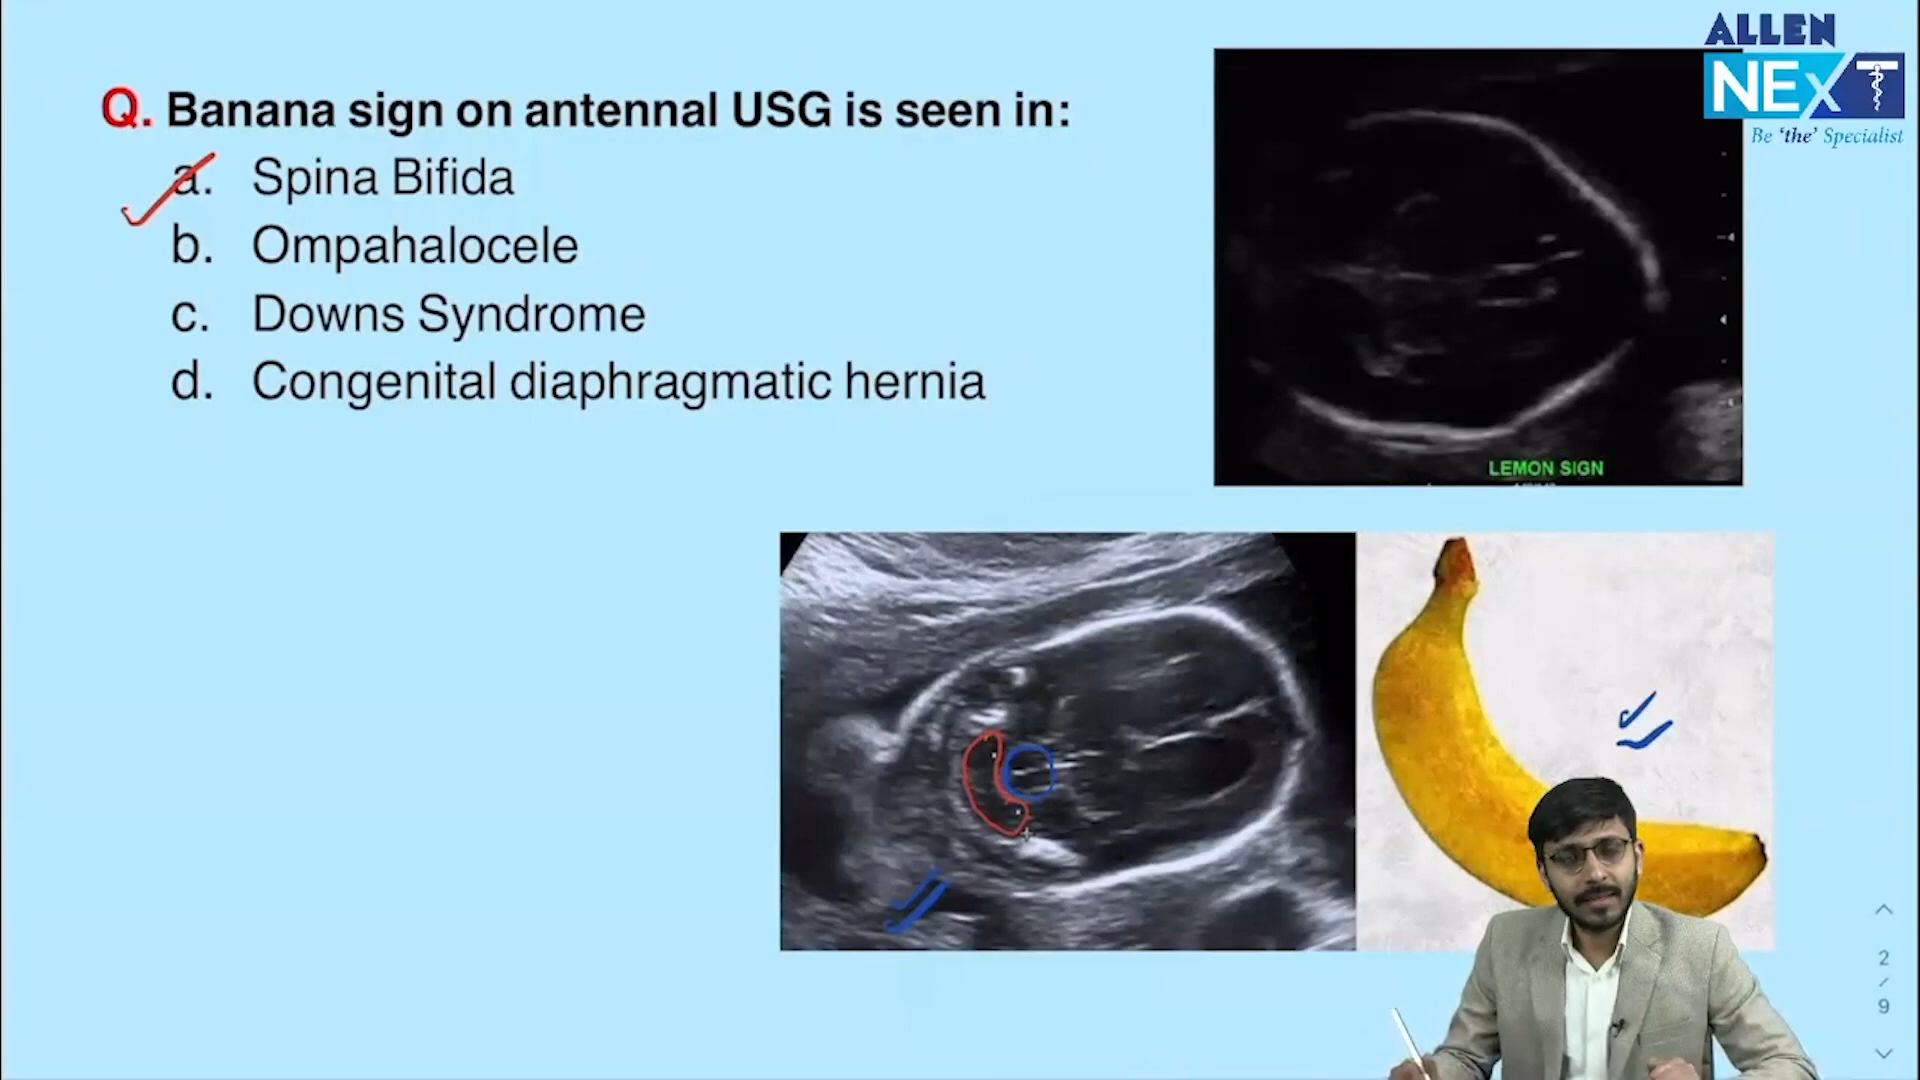 ALLEN
NEXT
Be 'the' Specialist
Q. Banana sign on antennal USG is seen in:
a. Spina Bifida
b. Ompahalocele
c. Downs Syndrome
d. Congenital diaphragmatic hernia
LEMON SIGN
2
/
9